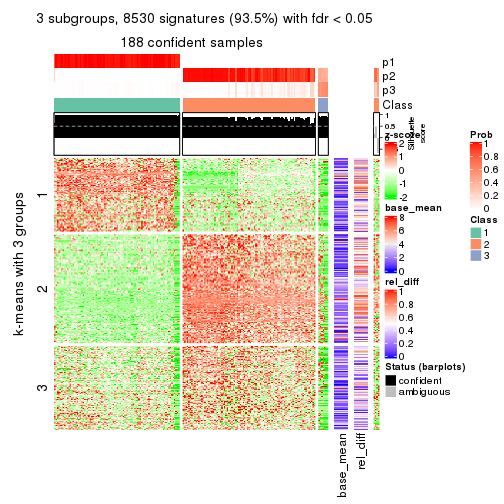 3 subgroups, 8530 signatures (93.5%) with fdr < 0.05
188 confident samples
p1
p2
p3
Class
1
0.5
0
Silhouette
score
k-means with 3 groups
1
2
3
base_mean
rel_diff
z-score
2
1
0
-1
-2
base_mean
8
6
4
2
0
rel_diff
1
0.8
0.6
0.4
0.2
0
Status (barplots)
confident
ambiguous
Prob
1
0.8
0.6
0.4
0.2
0
Class
1
2
3